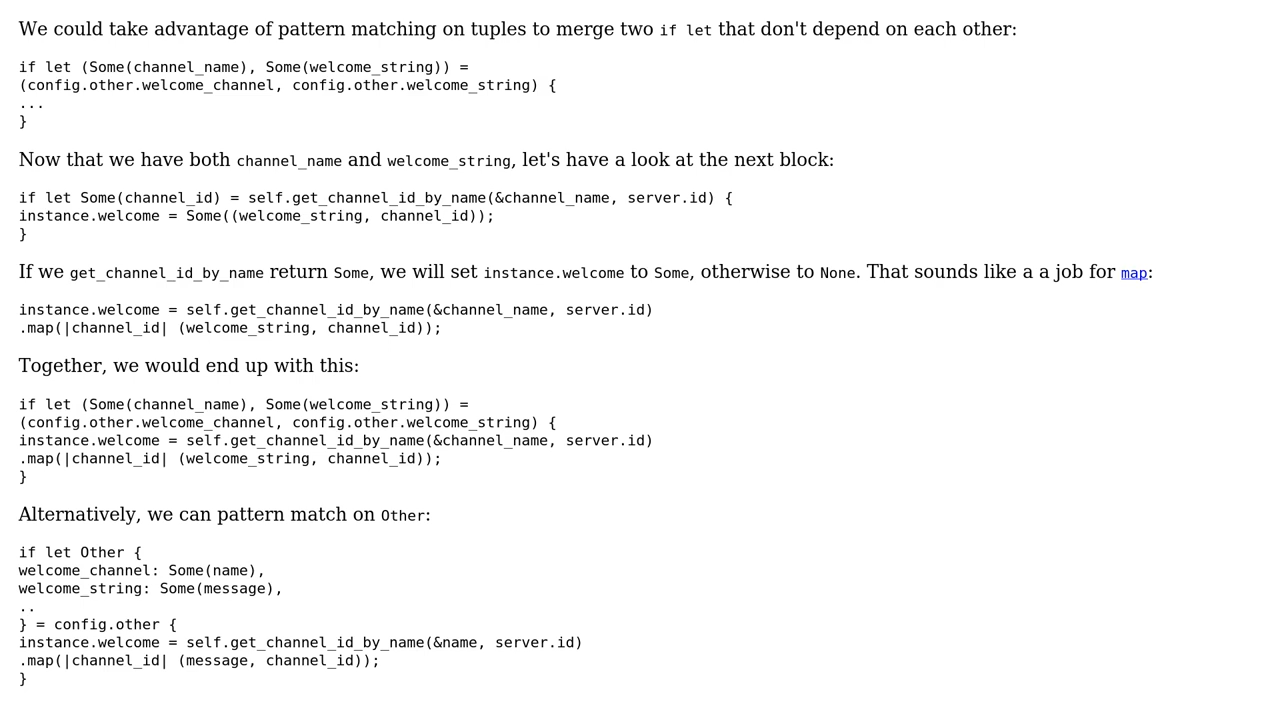 We could take advantage of pattern matching on tuples to merge two if let that don't depend on each other:
if let (Some(channel_name), Some(welcome_string)) =
(config.other.welcome_channel, config.other.welcome_string) {
...
}
Now that we have both channel_name and welcome_string, let's have a look at the next block:
if let Some(channel_id) = self.get_channel_id_by_name(&channel_name, server.id) {
instance.welcome = Some((welcome_string, channel_id));
}
If we get_channel_id_by_name return Some, we will set instance.welcome to Some, otherwise to None. That sounds like a a job for map:
instance.welcome = self.get_channel_id_by_name(&channel_name, server.id)
.map(|channel_id| (welcome_string, channel_id));
Together, we would end up with this:
if let (Some(channel_name), Some(welcome_string)) =
(config.other.welcome_channel, config.other.welcome_string) {
instance.welcome = self.get_channel_id_by_name(&channel_name, server.id)
.map(|channel_id| (welcome_string, channel_id));
}
Alternatively, we can pattern match on Other:
if let Other {
welcome_channel: Some(name),
welcome_string: Some(message),
..
} = config.other {
instance.welcome = self.get_channel_id_by_name(&name, server.id)
.map(|channel_id| (message, channel_id));
}